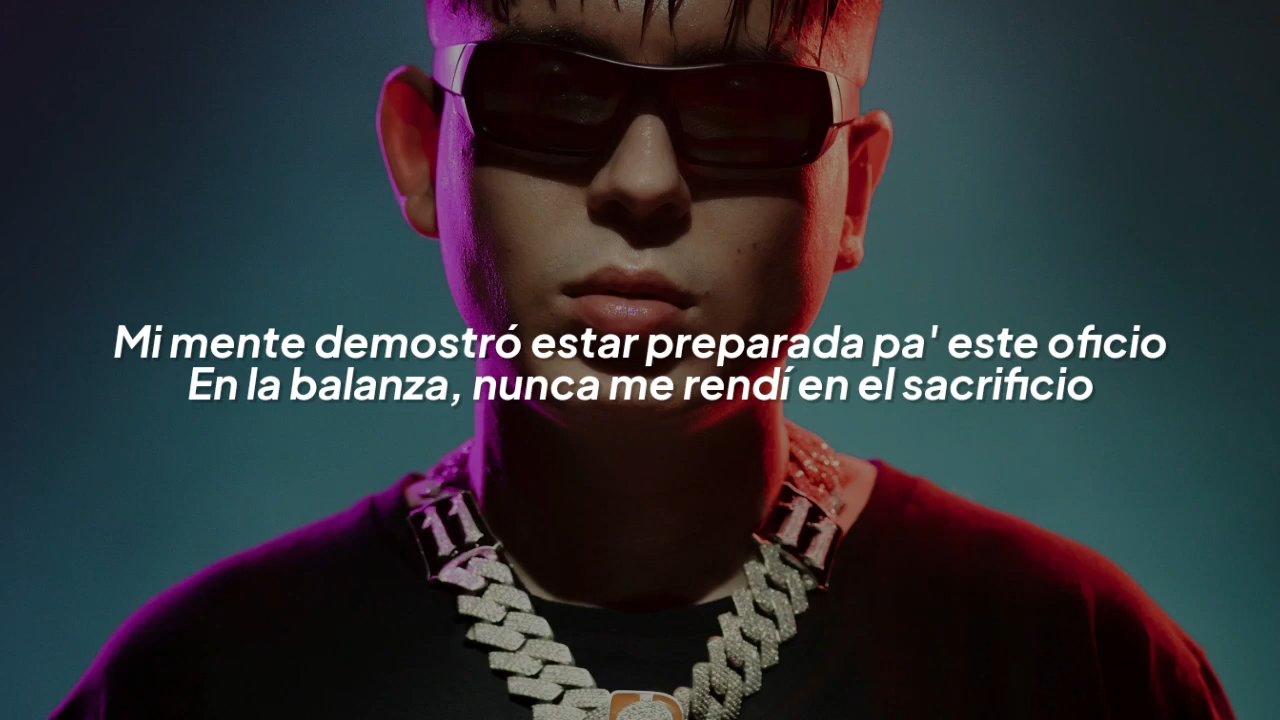 Mi mente demostró estar preparada pa' este oficio
En la balanza, nunca me rendí en el sacrificio
11
11